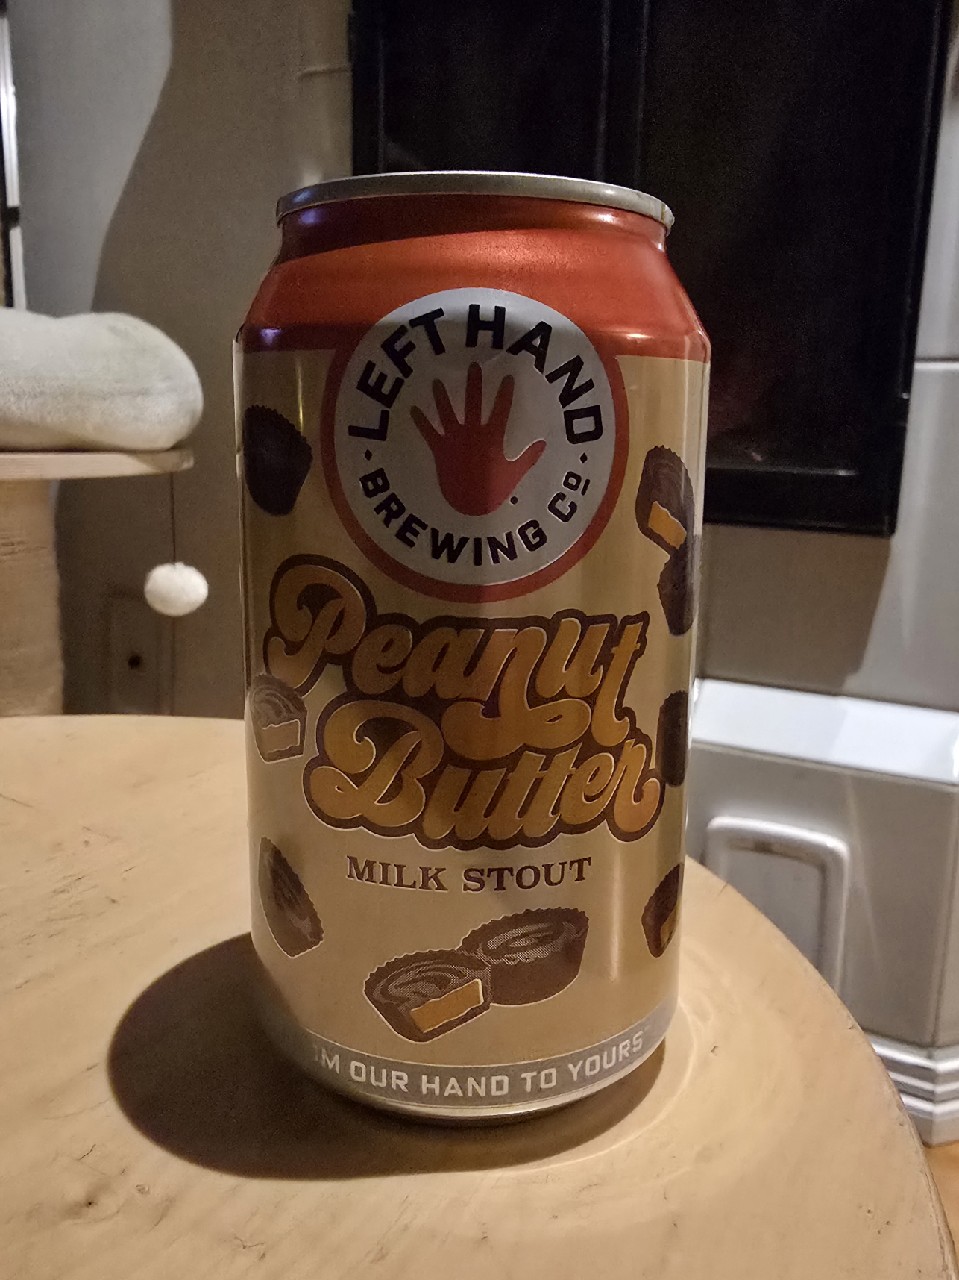 LEFT HAND
BREWING Cº
Peanut
Butter
MILK STOUT
OUR HAND TO YOURS